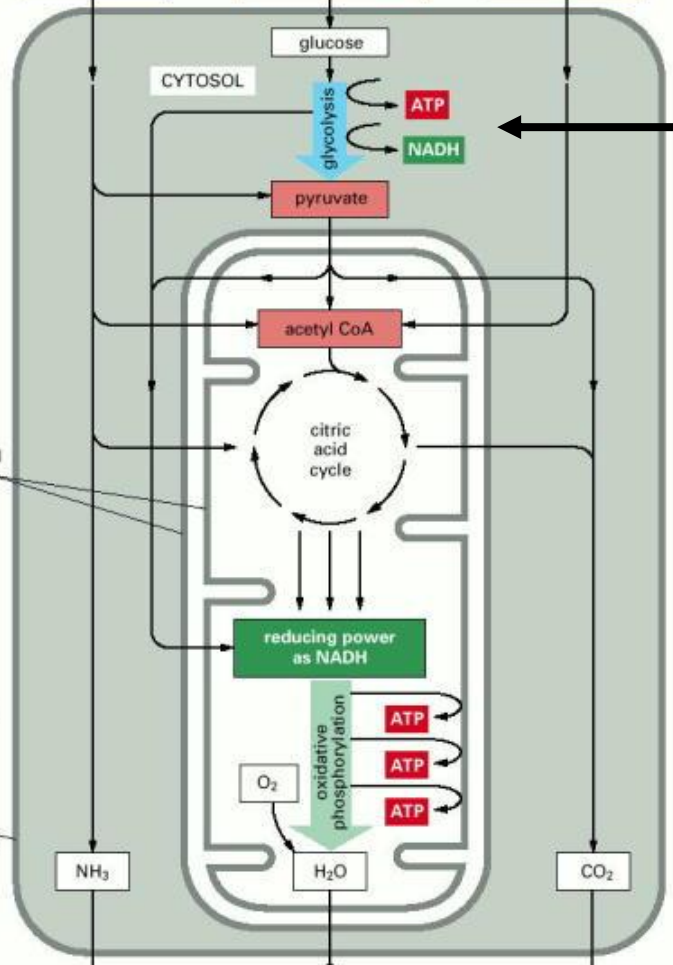 glucose
CYTOSOL
glycolysis
ATP
NADH
pyruvate
acetyl CoA
citric
acid
cycle
reducing power
as NADH
oxidative
phosphorylation
ATP
ATP
ATP
O₂
NH₃
H₂O
CO₂